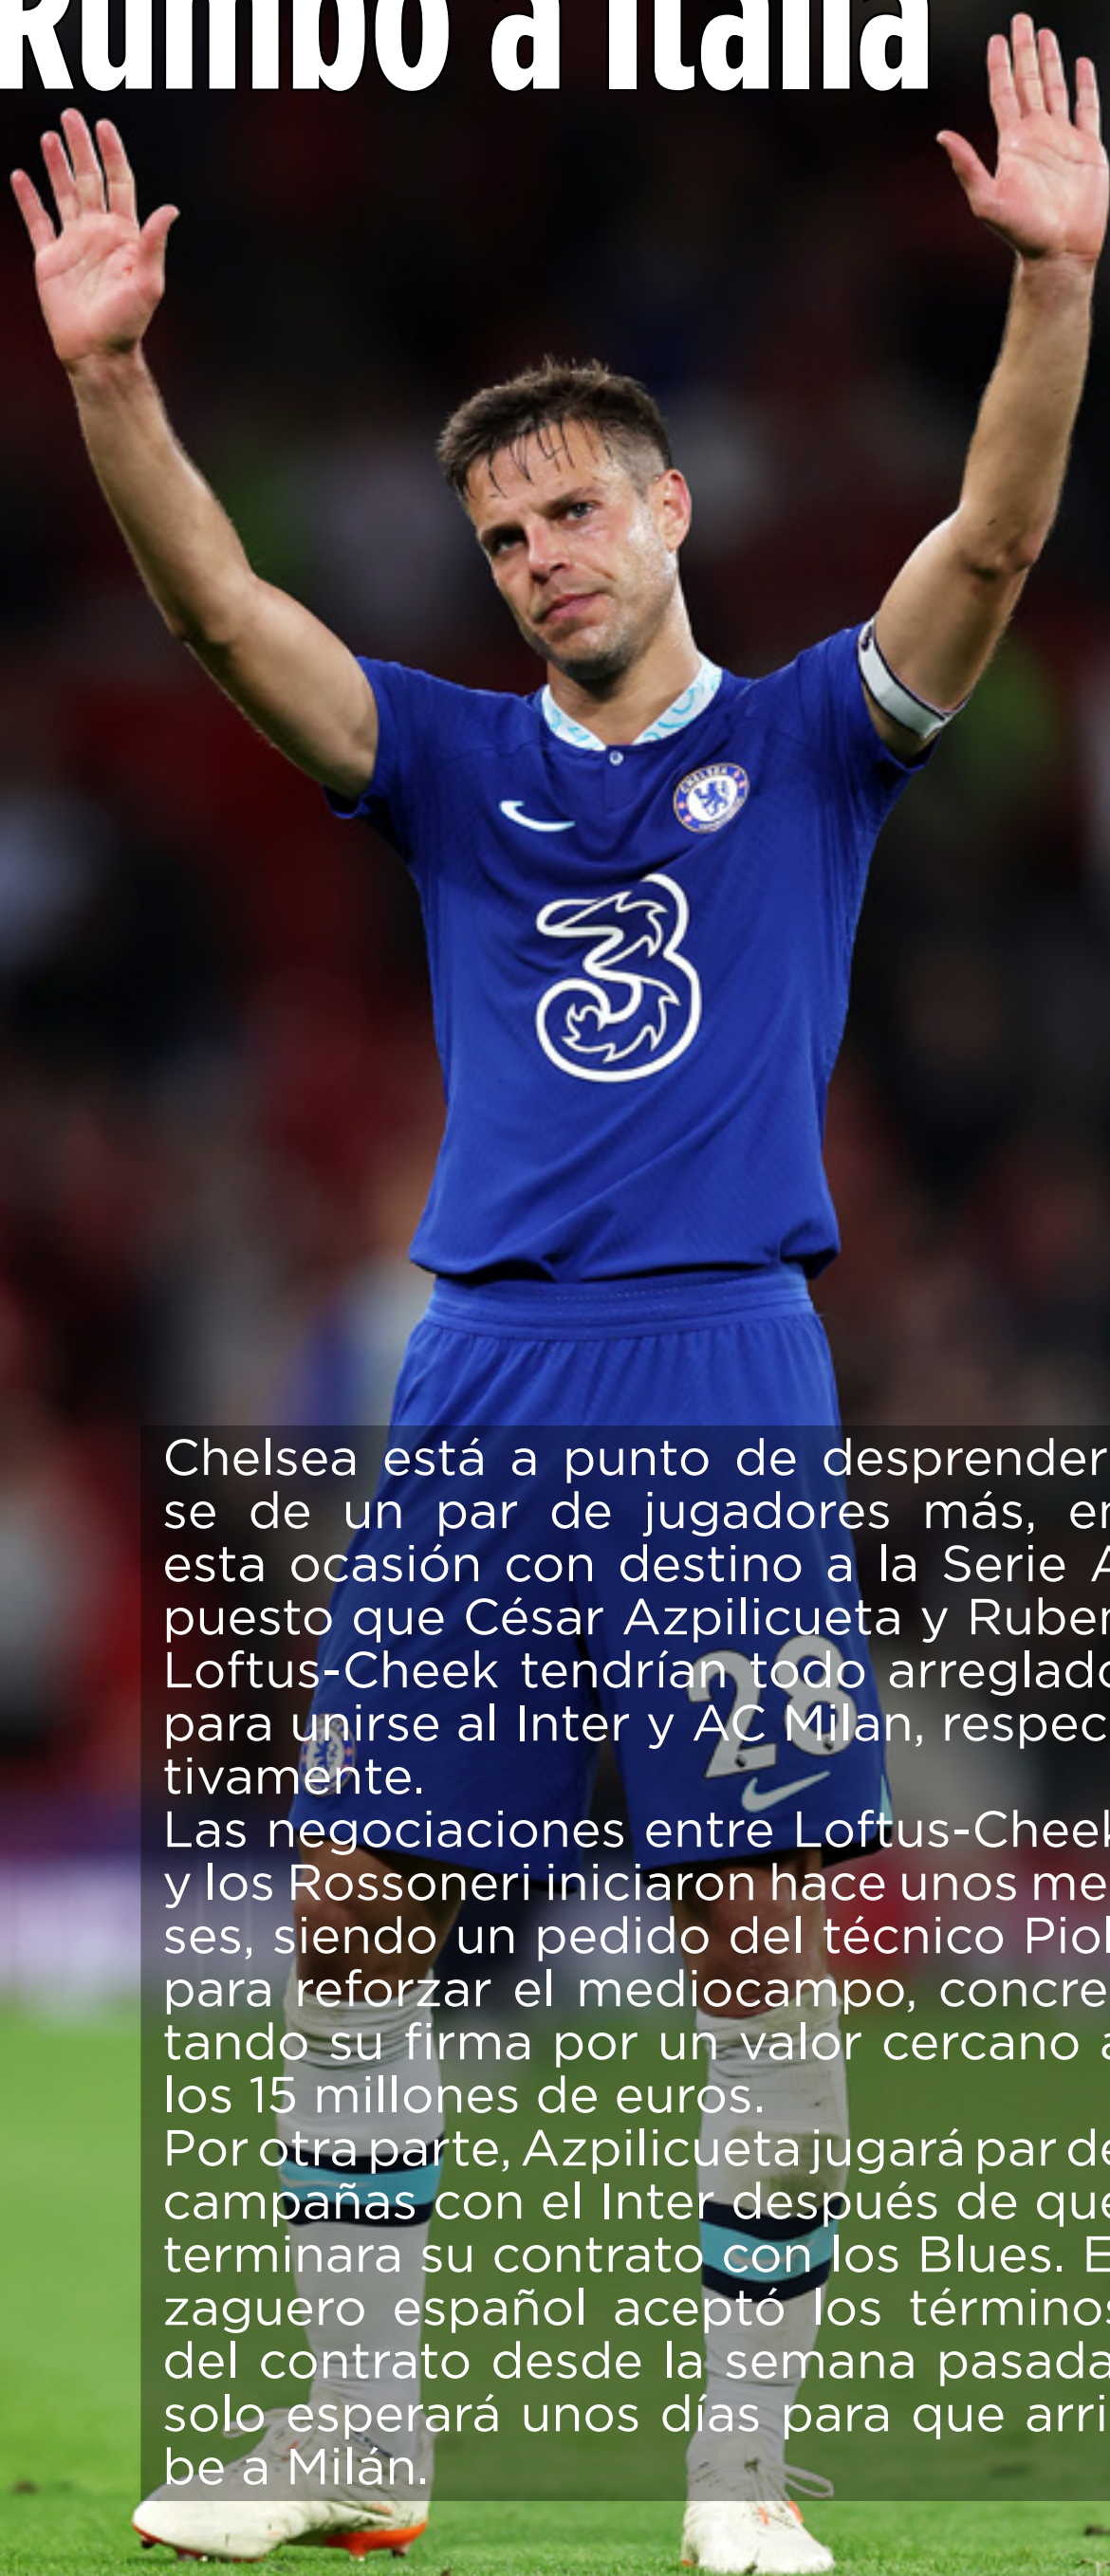 Rumbo a Italia
CHELSEA
3
28
Chelsea está a punto de desprender-
se de un par de jugadores más, en
esta ocasión con destino a la Serie A
puesto que César Azpilicueta y Ruben
Loftus-Cheek tendrían todo arreglado
para unirse al Inter y AC Milan, respec-
tivamente.
Las negociaciones entre Loftus-Cheek
y los Rossoneri iniciaron hace unos me-
ses, siendo un pedido del técnico Pioli
para reforzar el mediocampo, concre-
tando su firma por un valor cercano a
los 15 millones de euros.
Por otra parte, Azpilicueta jugará par de
campañas con el Inter después de que
terminara su contrato con los Blues. El
zaguero español aceptó los términos
del contrato desde la semana pasada,
solo esperará unos días para que arri-
be a Milán.